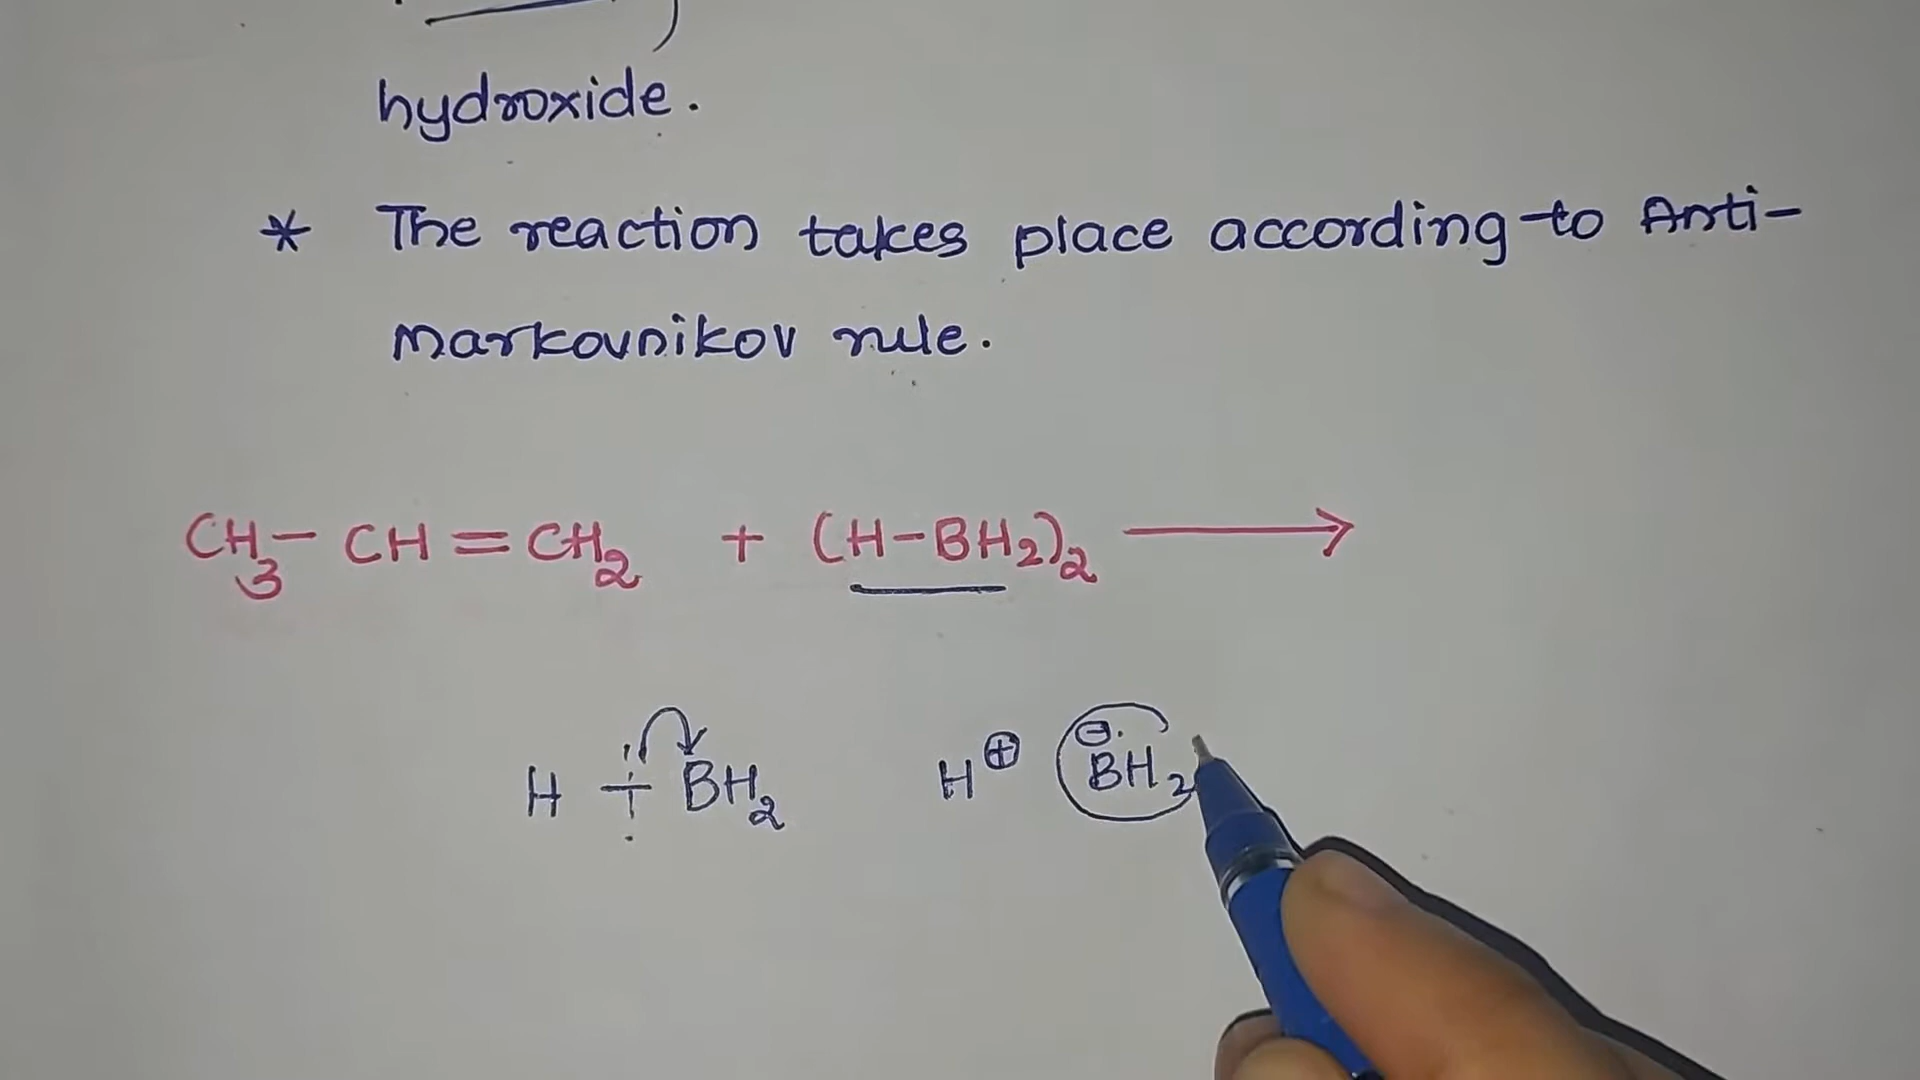 hydroxide.
* The reaction takes place according to Anti-
Markovnikov rule.
CH₃ - CH = CH₂ + (H-BH₂)₂ ⟶
H + BH₂ H⊕ ⊖BH₂